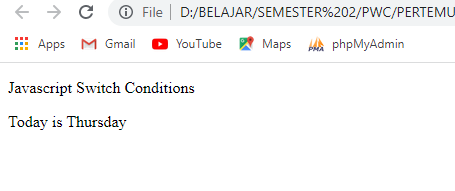 File D:/BELAJAR/SEMESTER%202/PWC/PERTEMU
Apps Gmail YouTube Maps phpMyAdmin
Javascript Switch Conditions
Today is Thursday